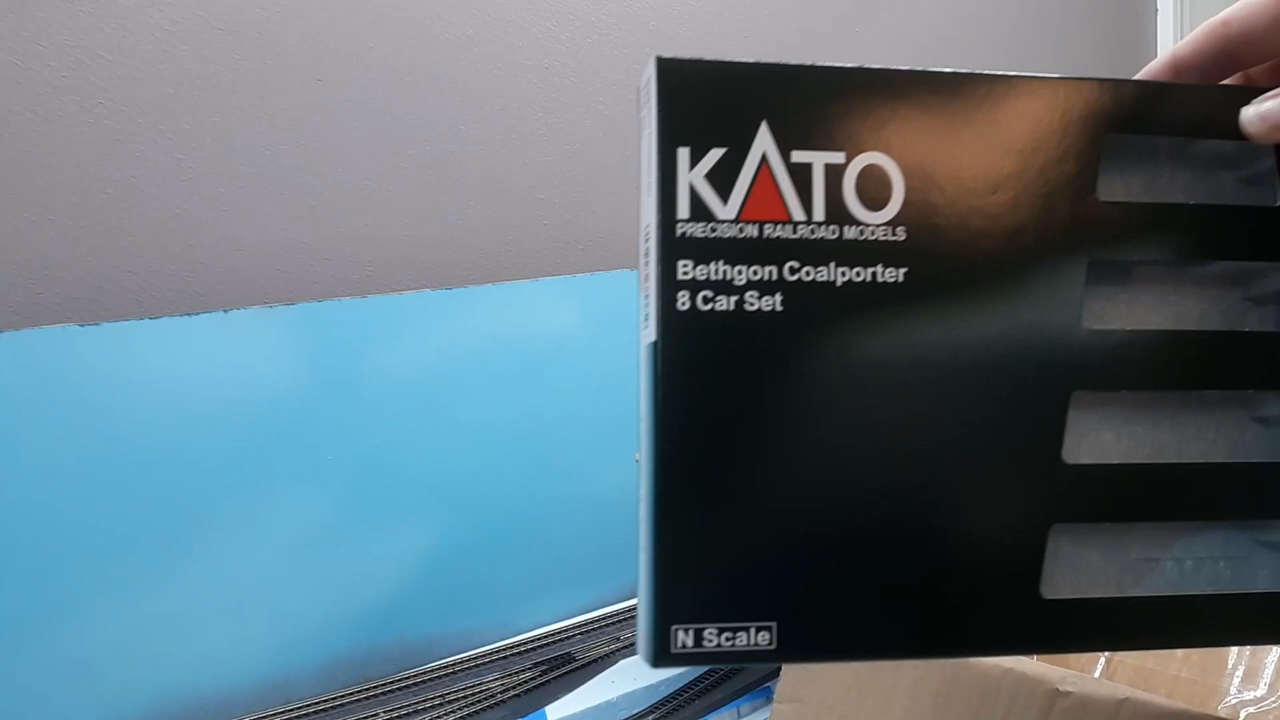 KATO
PRECISION RAILROAD MODELS
Bethgon Coalporter
8 Car Set
N Scale